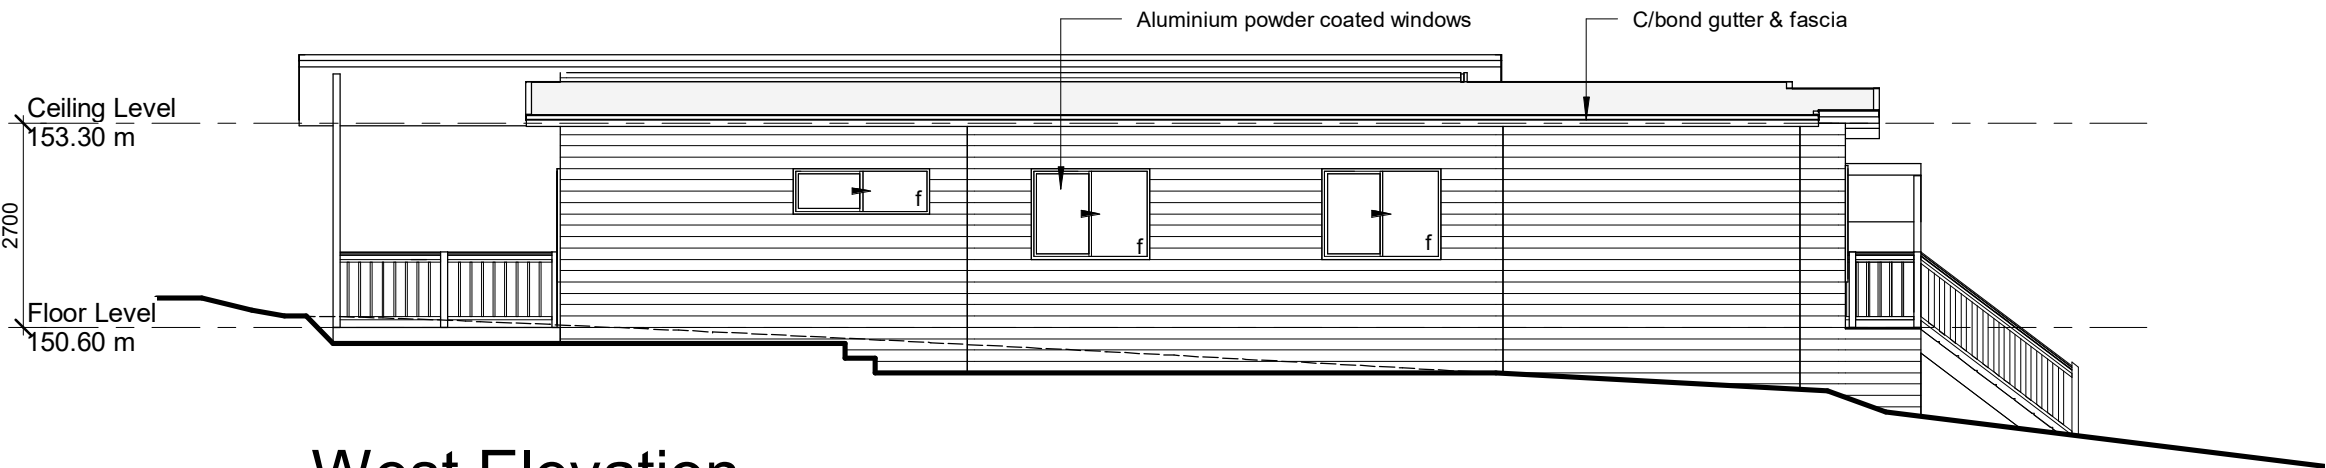 Aluminium powder coated windows
C/bond gutter & fascia
Ceiling Level
153.30 m
2700
f
f
f
Floor Level
150.60 m
West Elevation